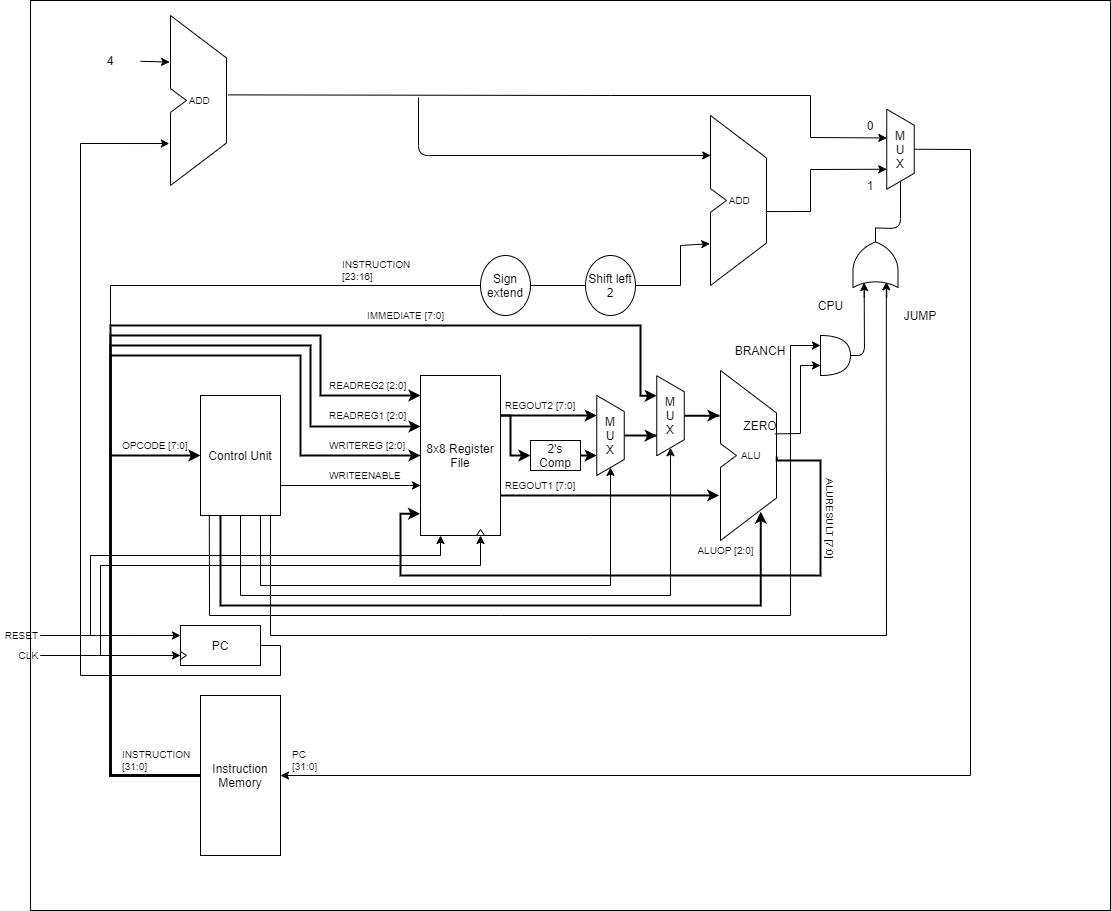 4
ADD
0
M
U
X
1
ADD
INSTRUCTION
[23:16]
Sign
extend
Shift left
2
IMMEDIATE [7:0]
CPU
JUMP
BRANCH
READREG2 [2:0]
READREG1 [2:0]
OPCODE [7:0]
Control Unit
WRITEREG [2:0]
WRITEENABLE
8x8 Register
File
REGOUT2 [7:0]
2's
Comp
M
U
X
M
U
X
REGOUT1 [7:0]
ZERO
ALU
ALURESULT [7:0]
ALUOP [2:0]
RESET
CLK
PC
INSTRUCTION
[31:0]
Instruction
Memory
PC
[31:0]